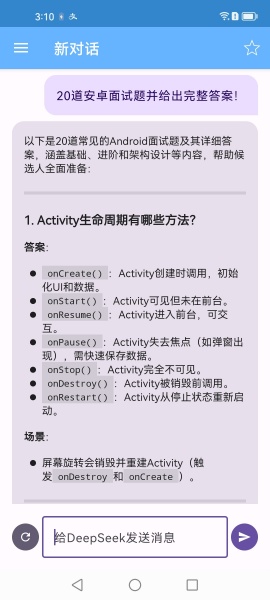 3:10
新对话
20道安卓面试题并给出完整答案！
以下是20道常见的Android面试题及其详细答
案，涵盖基础、进阶和架构设计等内容，帮助候
选人全面准备：
1. Activity生命周期有哪些方法？
答案：
onCreate() ：Activity创建时调用，初始
化UI和数据。
onStart() ：Activity可见但未在前台。
onResume() ：Activity进入前台，可交
互。
onPause() ：Activity失去焦点（如弹窗出
现），需快速保存数据。
onStop() ：Activity完全不可见。
onDestroy() ：Activity被销毁前调用。
onRestart() ：Activity从停止状态重新启
动。
场景：
屏幕旋转会销毁并重建Activity（触
发 onDestroy 和 onCreate ）。
给DeepSeek发送消息